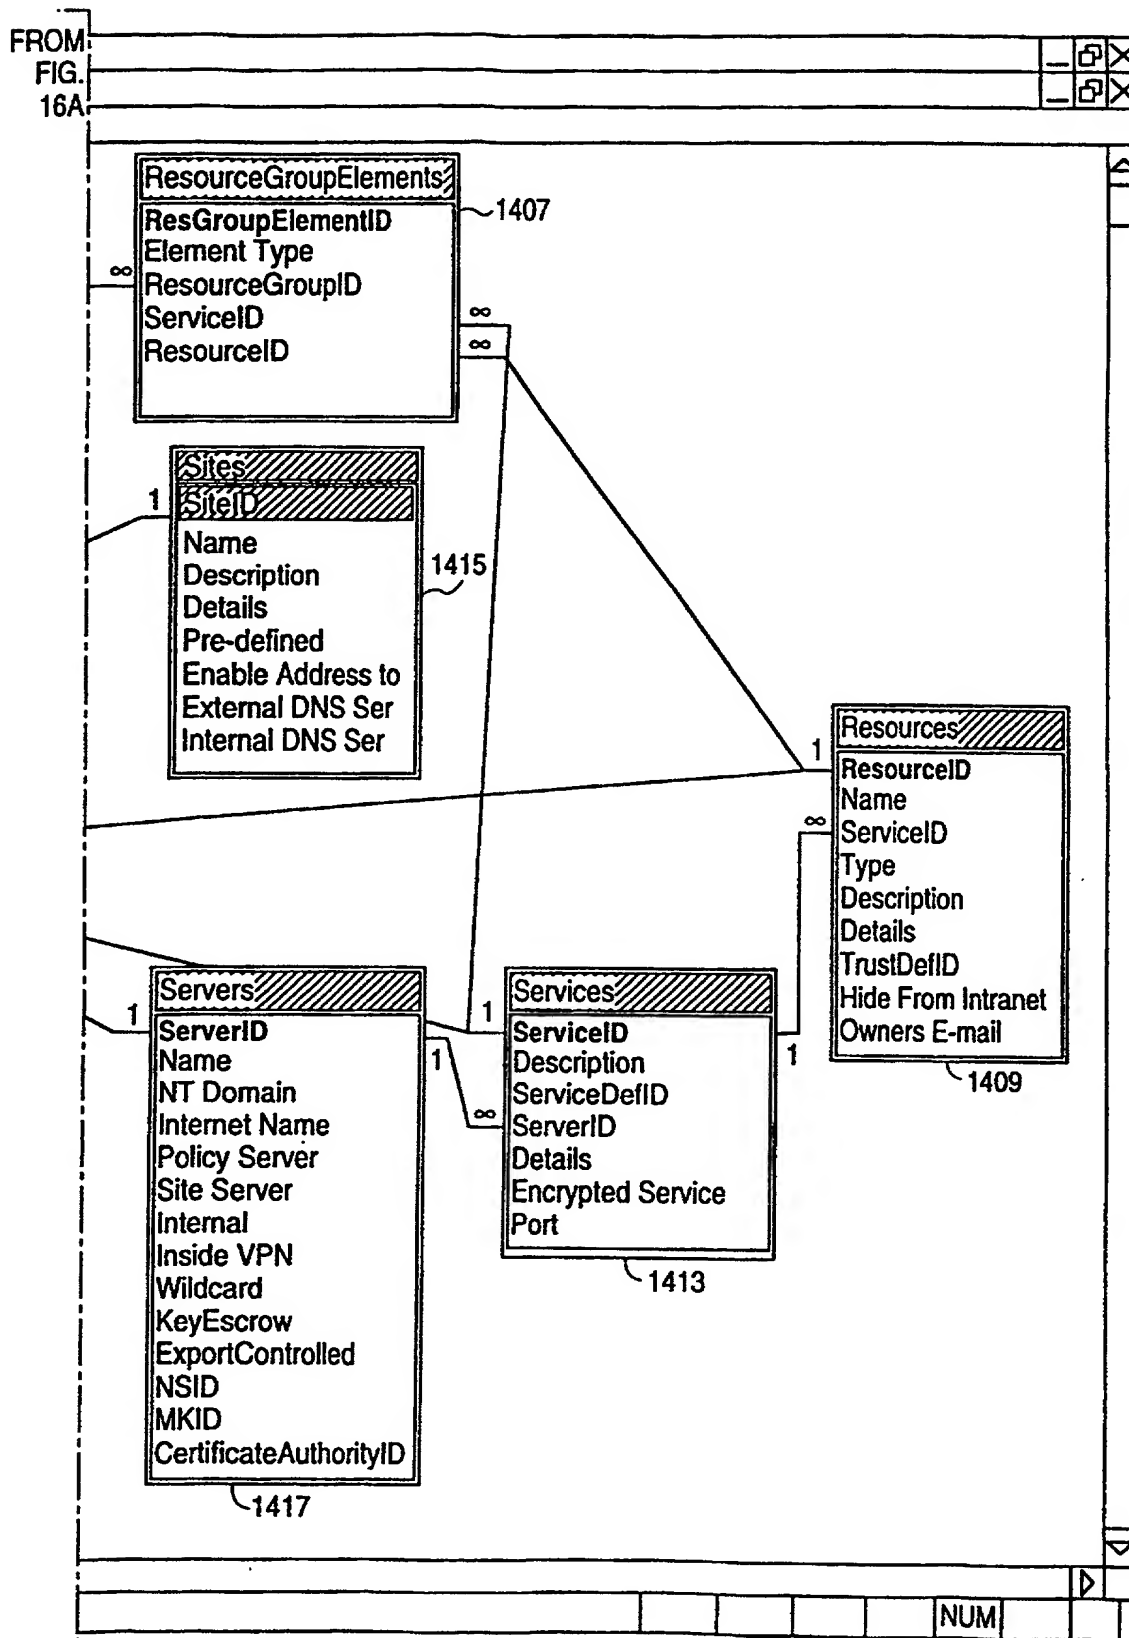 FROM
FIG.
16A
ResourceGroupElements
ResGroupElementID
Element Type
ResourceGroupID
ServiceID
ResourceID
1407
∞
∞
∞
Sites
SiteID
Name
Description
Details
Pre-defined
Enable Address to
External DNS Ser
Internal DNS Ser
1
1415
Resources
ResourceID
Name
ServiceID
Type
Description
Details
TrustDefID
Hide From Intranet
Owners E-mail
1
∞
1409
Servers
ServerID
Name
NT Domain
Internet Name
Policy Server
Site Server
Internal
Inside VPN
Wildcard
KeyEscrow
ExportControlled
NSID
MKID
CertificateAuthorityID
1
1
1417
Services
ServiceID
Description
ServiceDefID
ServerID
Details
Encrypted Service
Port
1
∞
1
1413
NUM